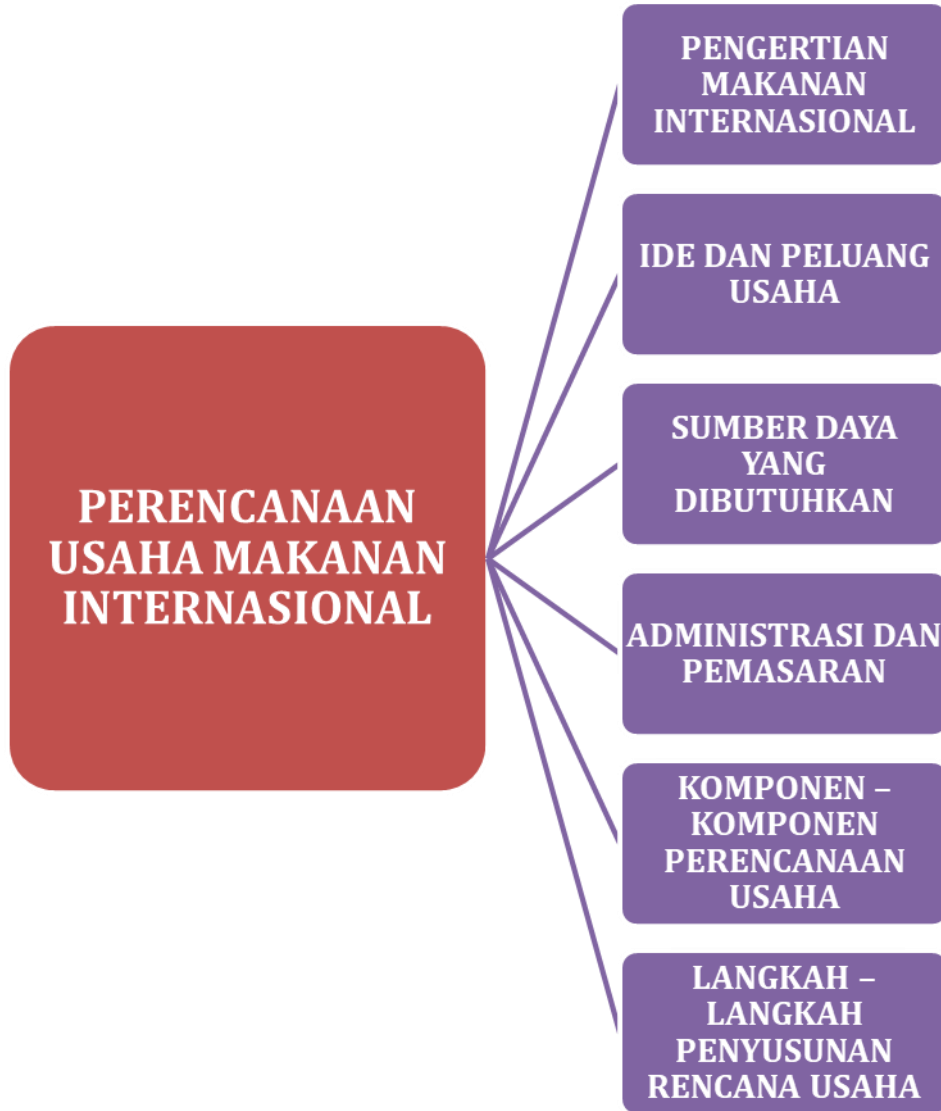 PENGERTIAN
MAKANAN
INTERNASIONAL
IDE DAN PELUANG
USAHA
SUMBER DAYA
YANG
DIBUTUHKAN
PERENCANAAN
USAHA MAKANAN
INTERNASIONAL
ADMINISTRASI DAN
PEMASARAN
KOMPONEN –
KOMPONEN
PERENCANAAN
USAHA
LANGKAH –
LANGKAH
PENYUSUNAN
RENCANA USAHA